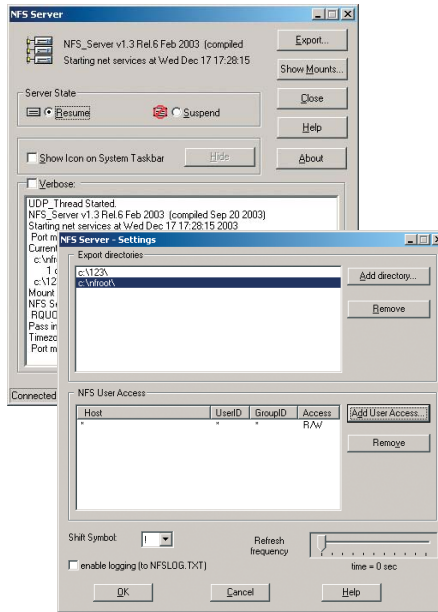 NFS Server
NFS_Server v1.3 Rel.6 Feb 2003 (compiled
Starting net services at Wed Dec 17 17:28:15
Export...
Show Mounts...
Server State
Resume
Suspend
Close
Help
Show Icon on System Taskbar
Hide
About
Verbose:
UDP_Thread Started.
NFS_Server v1.3 Rel.6 Feb 2003 (compiled Sep 20 2003)
Starting net services at Wed Dec 17 17:28:15 2003
Port m
Current
c:\nfr
1 c
c:\12
Mount
NFS Se
RQUO
Pass in
Timezo
Port m
Connected
NFS Server - Settings
Export directories
c:\123\
c:\nfroot\
Add directory...
Remove
NFS User Access
Host UserID GroupID Access
* * * R/W
Add User Access...
Remove
Shift Symbol: !
Refresh
frequency
enable logging (to NFSLOG.TXT)
time = 0 sec
OK
Cancel
Help